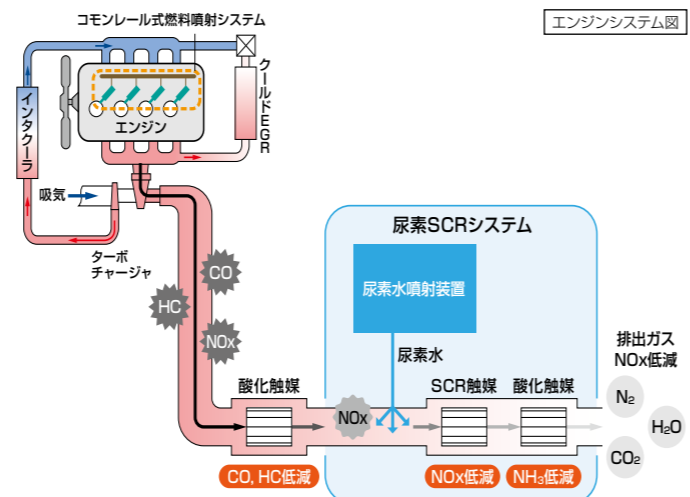 コモンレール式燃料噴射システム
エンジンシステム図
インタクーラ
エンジン
クールドEGR
吸気
ターボ
チャージャ
CO
HC
NOx
尿素SCRシステム
尿素水噴射装置
尿素水
排出ガス
NOx低減
酸化触媒
NOx
SCR触媒
酸化触媒
N₂
H₂O
CO₂
CO, HC低減
NOx低減
NH₃低減